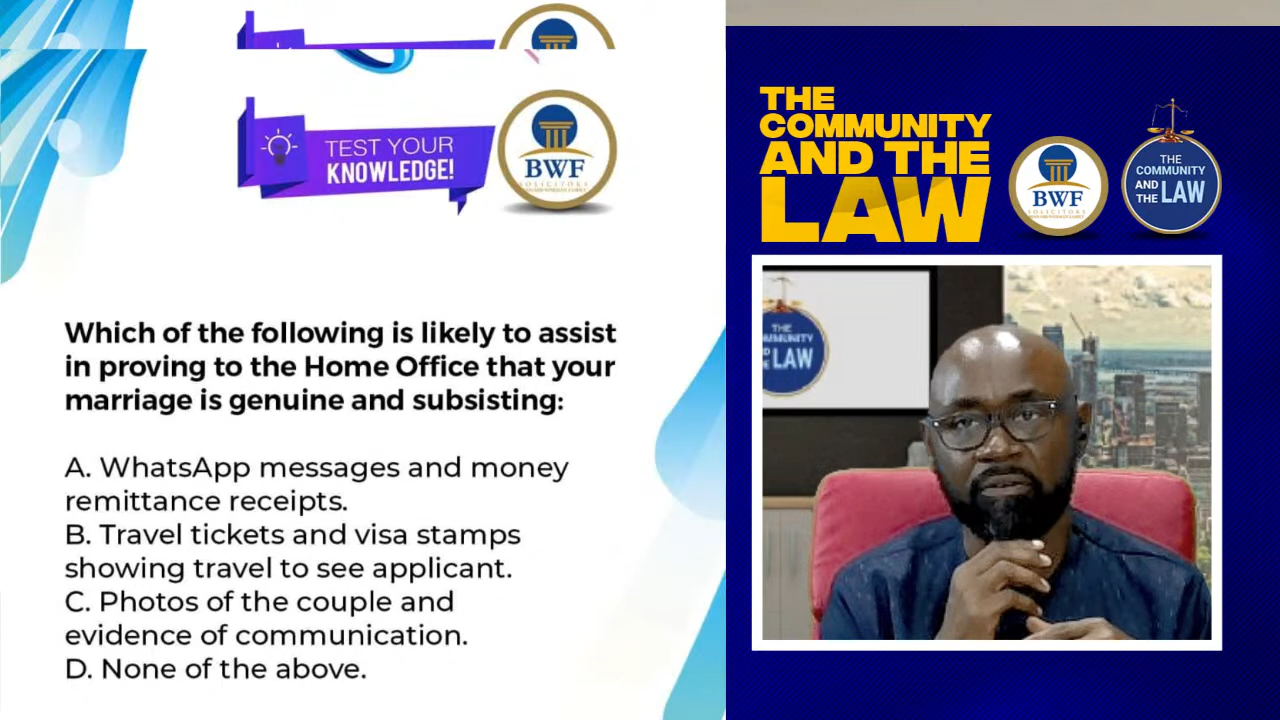 TEST YOUR
KNOWLEDGE!
BWF
SOLICITORS
Which of the following is likely to assist
in proving to the Home Office that your
marriage is genuine and subsisting:
A. WhatsApp messages and money
remittance receipts.
B. Travel tickets and visa stamps
showing travel to see applicant.
C. Photos of the couple and
evidence of communication.
D. None of the above.
THE
COMMUNITY
AND THE
LAW
BWF
SOLICITORS
THE
COMMUNITY
AND
THE LAW
THE
LAW